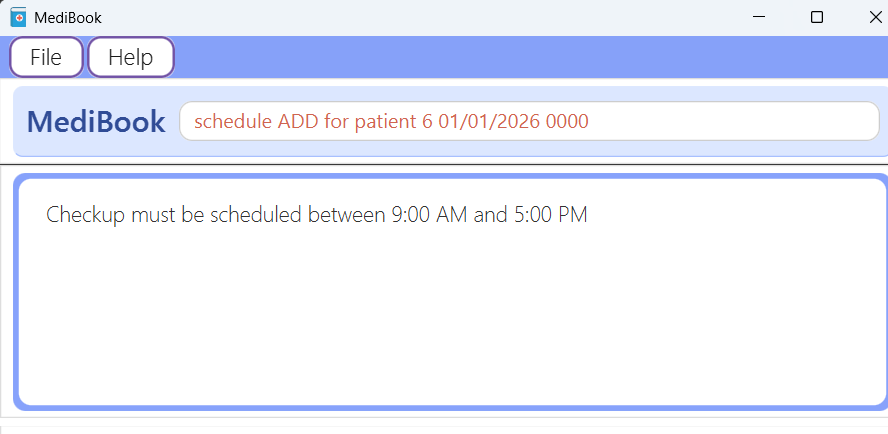 MediBook
File Help
MediBook schedule ADD for patient 6 01/01/2026 0000
Checkup must be scheduled between 9:00 AM and 5:00 PM